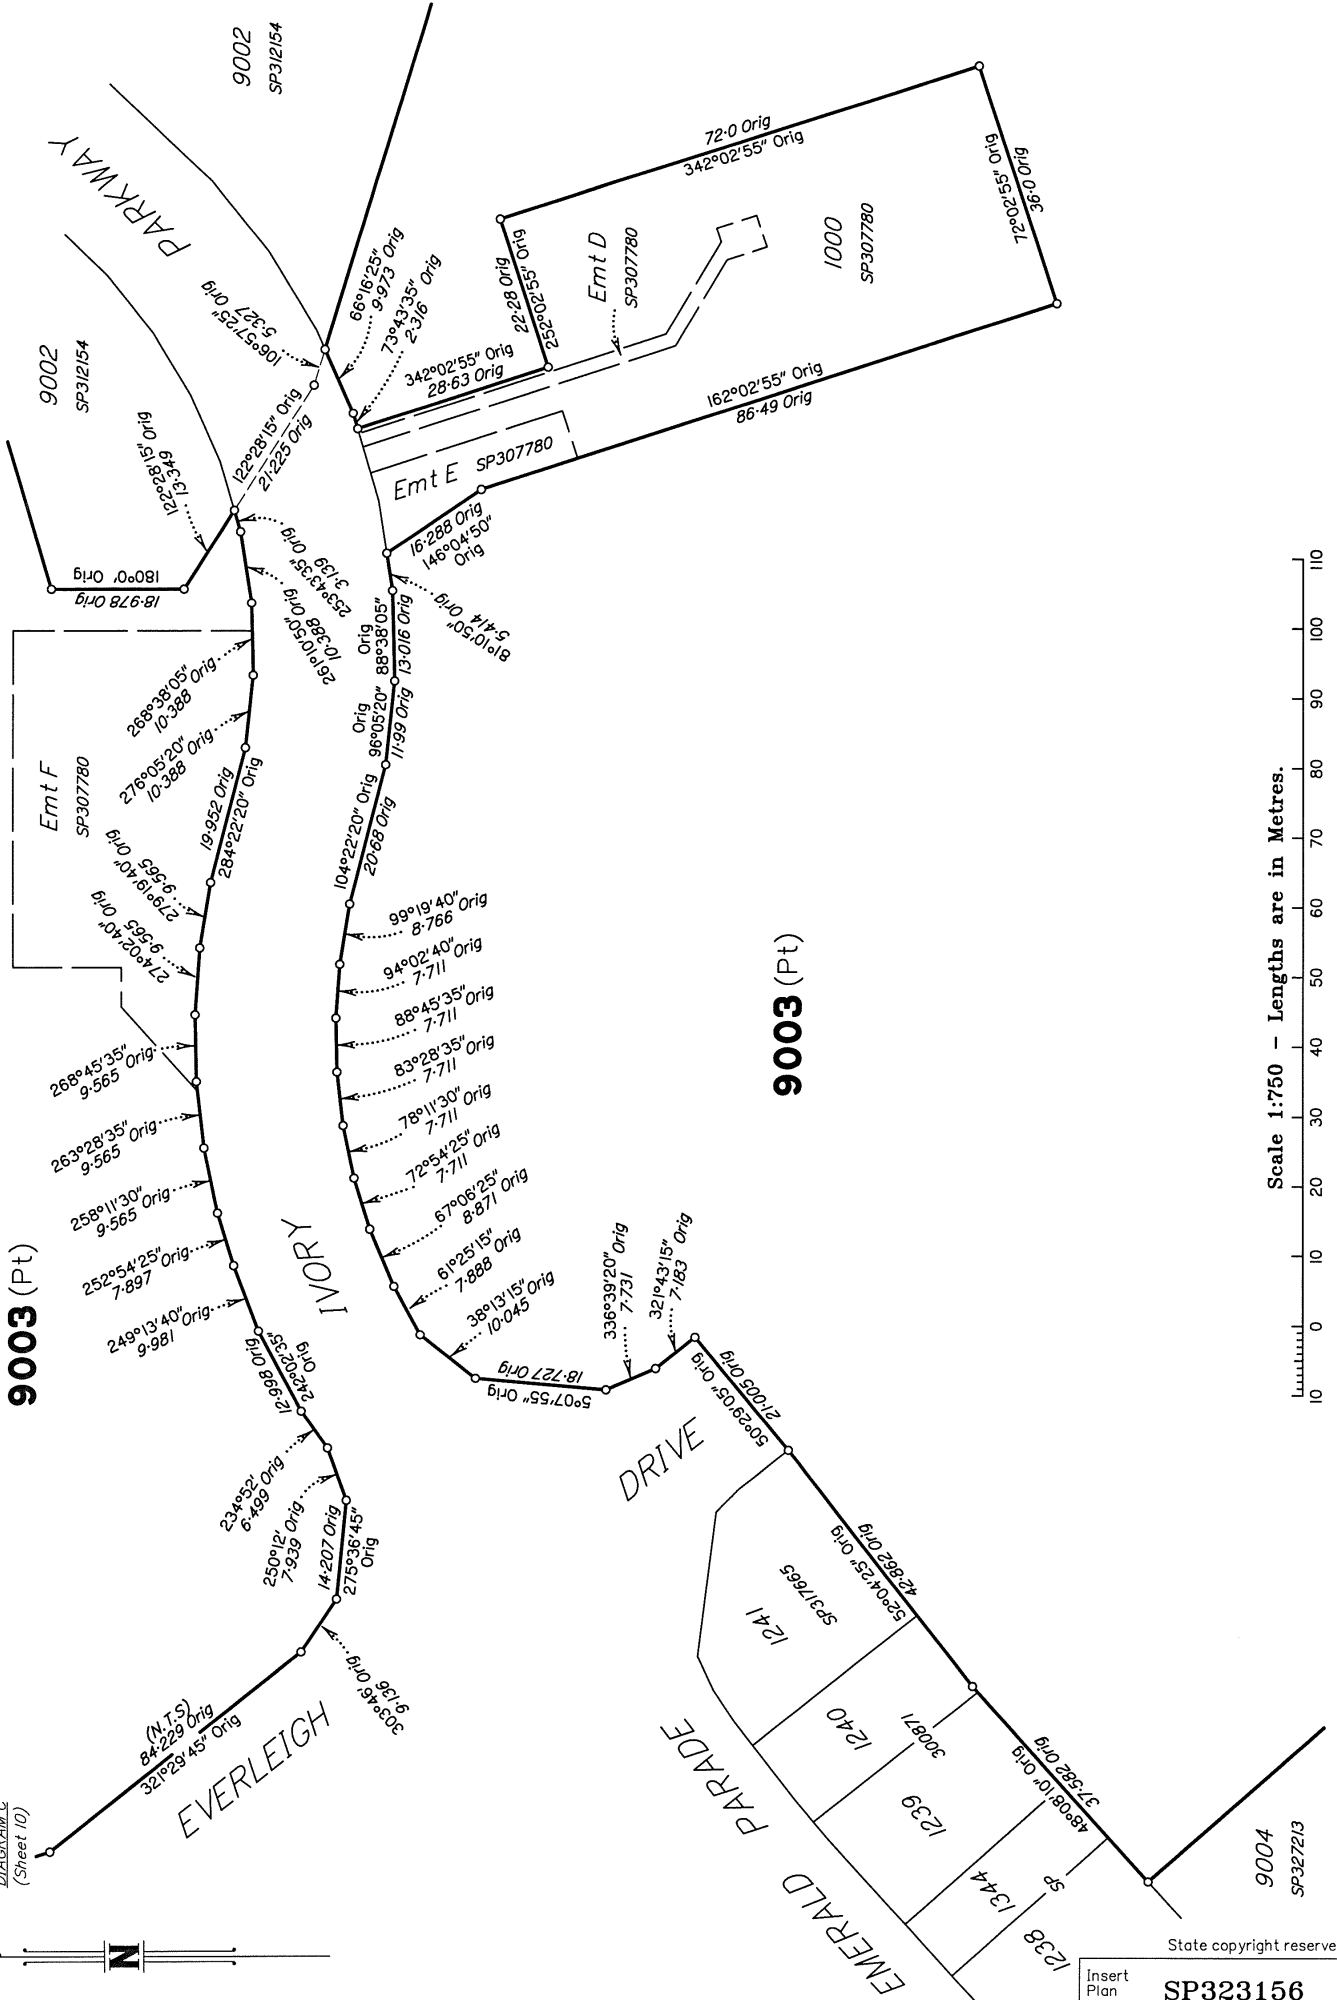 DIAGRAM C
(Sheet 10)
N
9003 (Pt)
9002
SP312154
9002
SP312154
PARKWAY
IVORY
EVERLEIGH
DRIVE
EMERALD PARADE
Emt F
SP307780
Emt E SP307780
Emt D
SP307780
1000
SP307780
9003 (Pt)
(N.T.S)
84·229 Orig
321°29'45" Orig
303°46' Orig
9·136
14·207 Orig
275°36'45"
Orig
250°12' Orig
7·939
234°52' Orig
6·499
12·998 Orig
242°02'35"
Orig
249°13'40" Orig
9·981
252°54'25" Orig
7·897
258°11'30" Orig
9·565
263°28'35" Orig
9·565
268°45'35" Orig
9·565
274°02'40" Orig
9·565
279°19'40" Orig
9·565
19·952 Orig
284°22'20" Orig
276°05'20" Orig
10·388
268°38'05" Orig
10·388
261°10'50" Orig
10·388
253°43'35" Orig
3·139
18·978 Orig
180°0' Orig
122°28'15" Orig
13·349
122°28'15" Orig
21·225 Orig
106°57'25" Orig
5·327
66°16'25" Orig
9·973
73°43'35" Orig
2·316
342°02'55" Orig
28·63 Orig
22·28 Orig
252°02'55" Orig
72·0 Orig
342°02'55" Orig
72°02'55" Orig
36·0 Orig
162°02'55" Orig
86·49 Orig
16·288 Orig
146°04'50"
Orig
81°10'50" Orig
5·414
Orig
88°38'05"
13·016 Orig
Orig
96°05'20"
11·99 Orig
104°22'20" Orig
20·68 Orig
99°19'40" Orig
8·766
94°02'40" Orig
7·711
88°45'35" Orig
7·711
83°28'35" Orig
7·711
78°11'30" Orig
7·711
72°54'25" Orig
7·711
67°06'25" Orig
8·871
61°25'15" Orig
7·888
38°13'15" Orig
10·045
18·727 Orig
5°07'55" Orig
336°39'20" Orig
7·731
321°43'15" Orig
7·183
50°29'05" Orig
21·005 Orig
52°04'25" Orig
42·862 Orig
48°08'10" Orig
37·582 Orig
1241
SP317665
1240
300871
1239
1344
SP
1238
9004
SP327213
Scale 1:750 – Lengths are in Metres.
10 0 10 20 30 40 50 60 70 80 90 100 110
State copyright reserve
Insert
Plan
SP323156